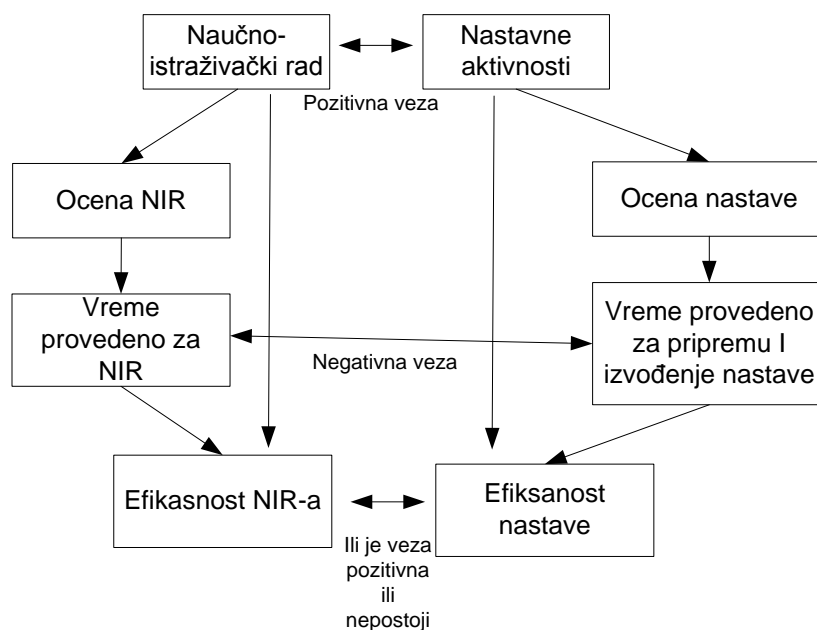 Naučno-
istraživački rad
Nastavne
aktivnosti
Pozitivna veza
Ocena NIR
Ocena nastave
Vreme
provedeno za
NIR
Vreme provedeno
za pripremu I
izvođenje nastave
Negativna veza
Efikasnost NIR-a
Efiksanost
nastave
Ili je veza
pozitivna
ili
nepostoji